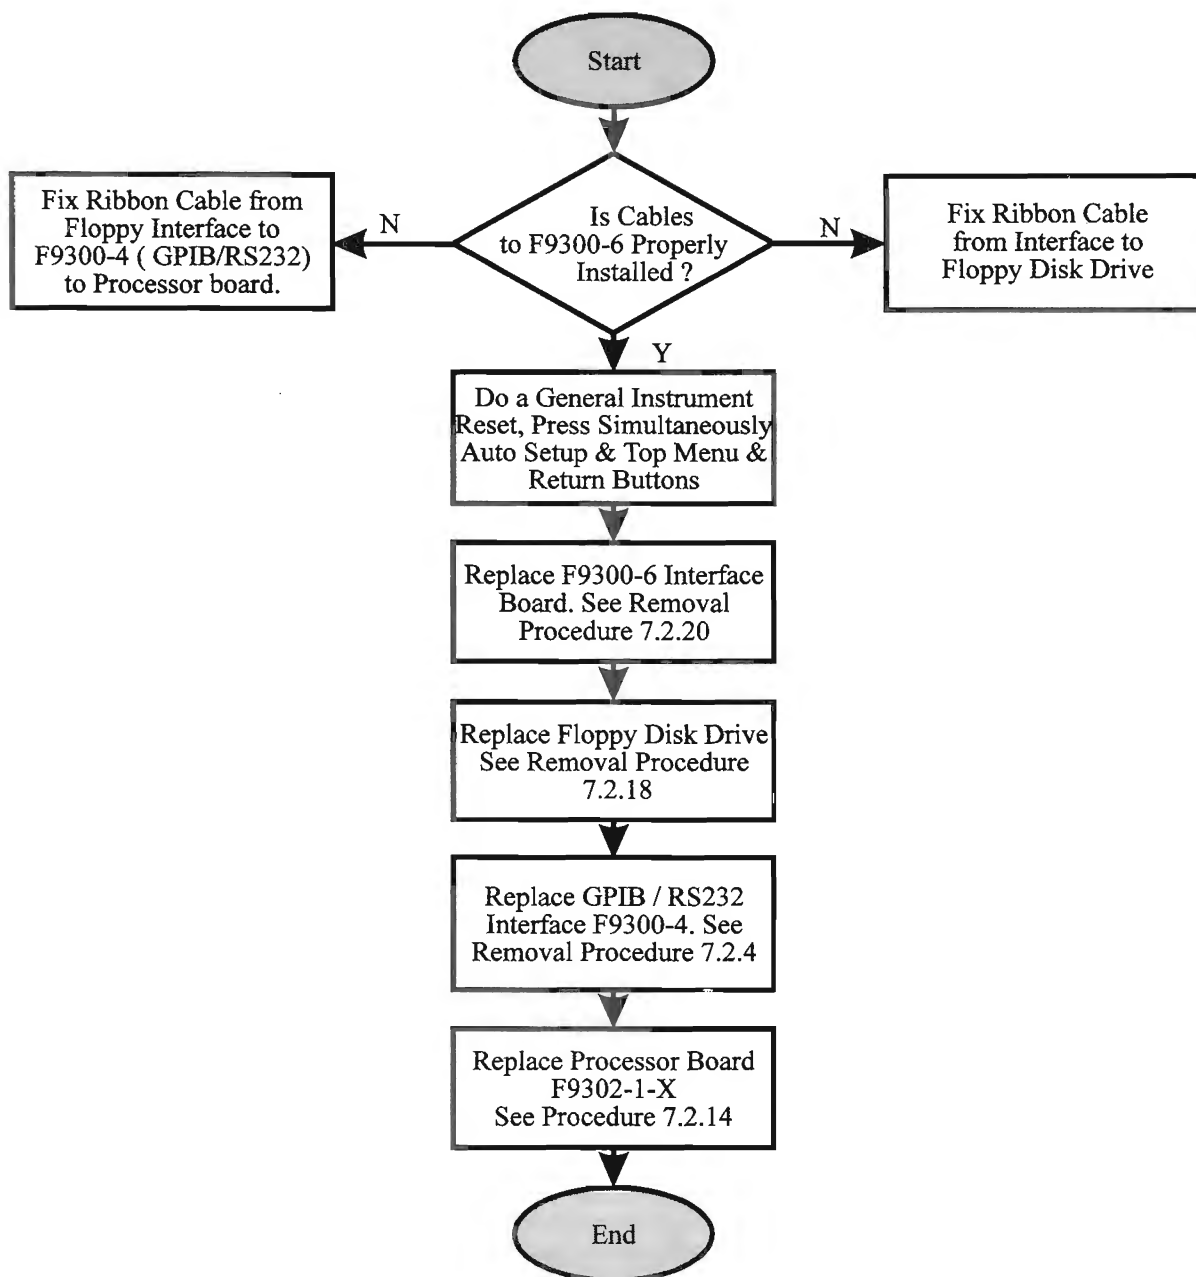 Start
Fix Ribbon Cable from
Floppy Interface to
F9300-4 ( GPIB/RS232)
to Processor board.
N
Is Cables
to F9300-6 Properly
Installed ?
N
Fix Ribbon Cable
from Interface to
Floppy Disk Drive
Y
Do a General Instrument
Reset, Press Simultaneously
Auto Setup & Top Menu &
Return Buttons
Replace F9300-6 Interface
Board. See Removal
Procedure 7.2.20
Replace Floppy Disk Drive
See Removal Procedure
7.2.18
Replace GPIB / RS232
Interface F9300-4. See
Removal Procedure 7.2.4
Replace Processor Board
F9302-1-X
See Procedure 7.2.14
End